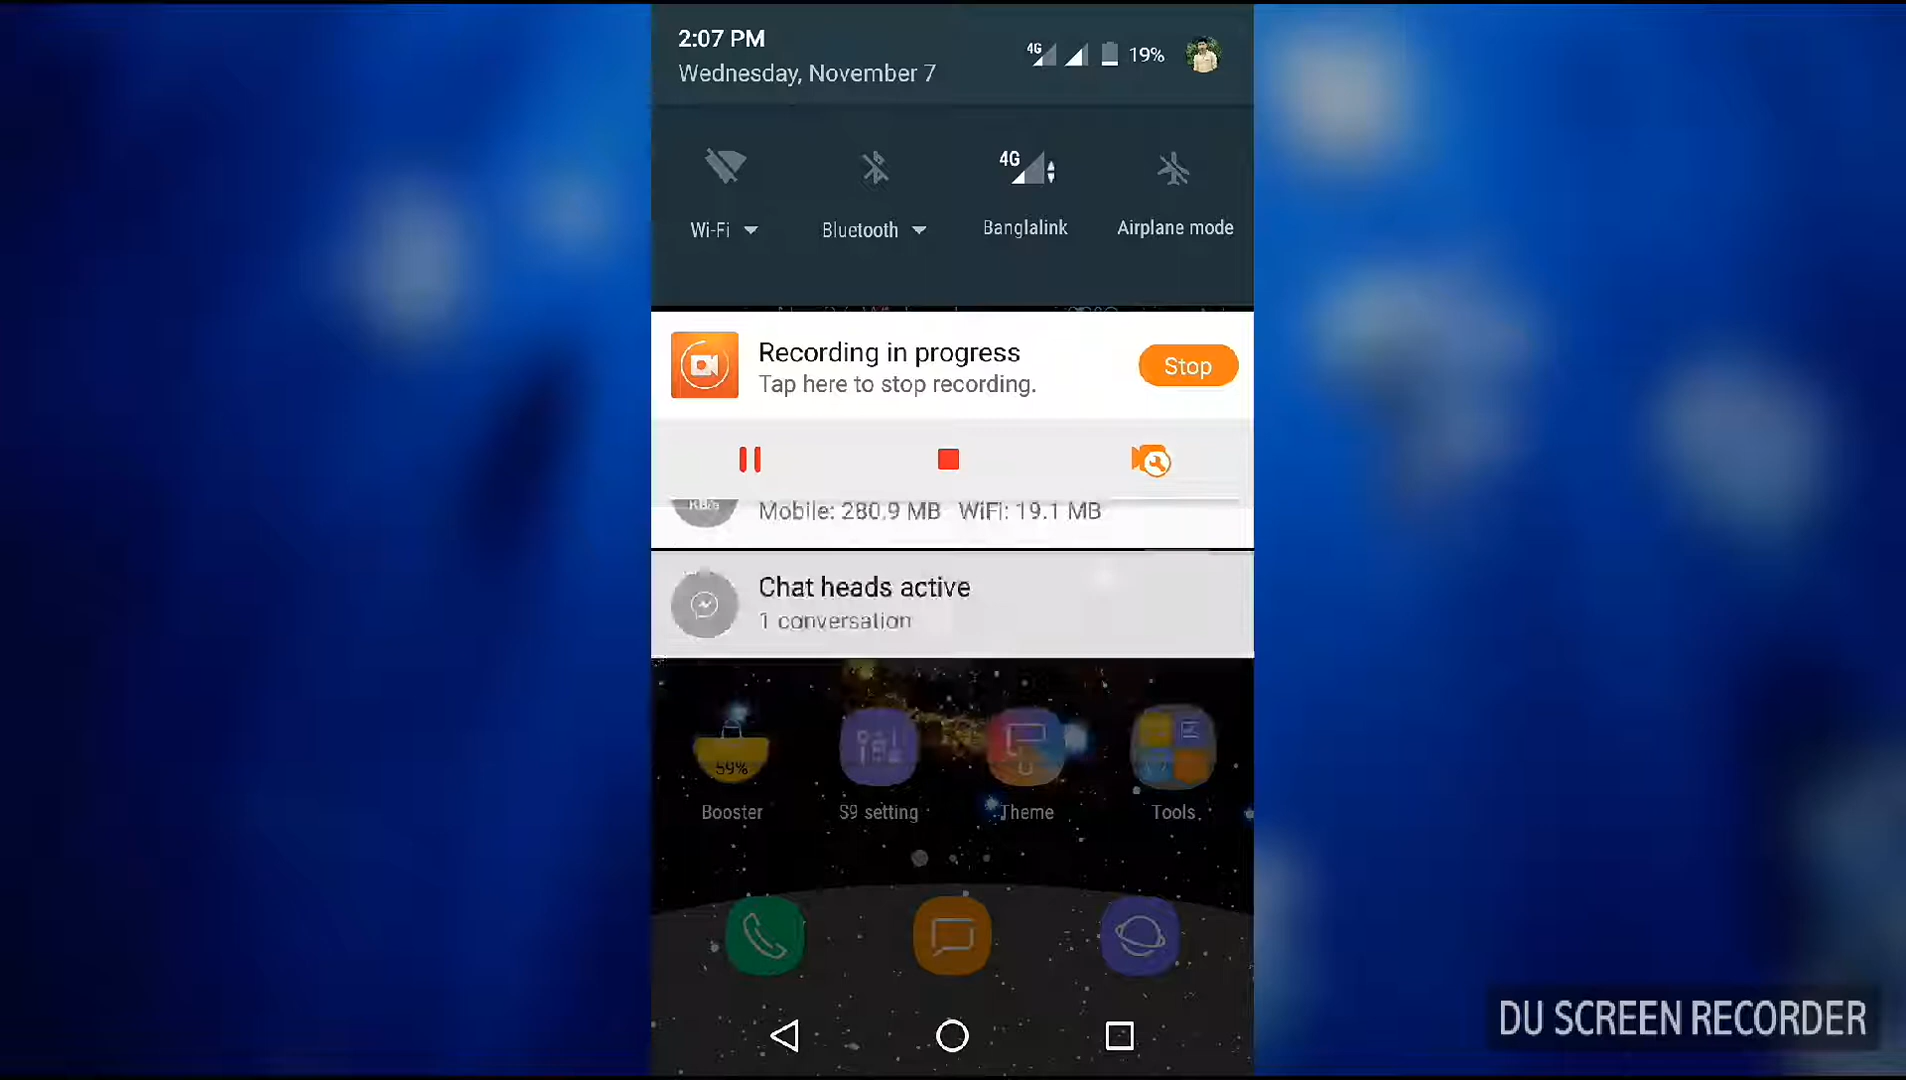 2:07 PM
Wednesday, November 7
4G
19%
4G
Wi-Fi
Bluetooth
Banglalink
Airplane mode
Recording in progress
Tap here to stop recording.
Stop
Mobile: 280.9 MB WiFi: 19.1 MB
Chat heads active
1 conversation
59%
Booster
S9 setting
Theme
Tools
DU SCREEN RECORDER